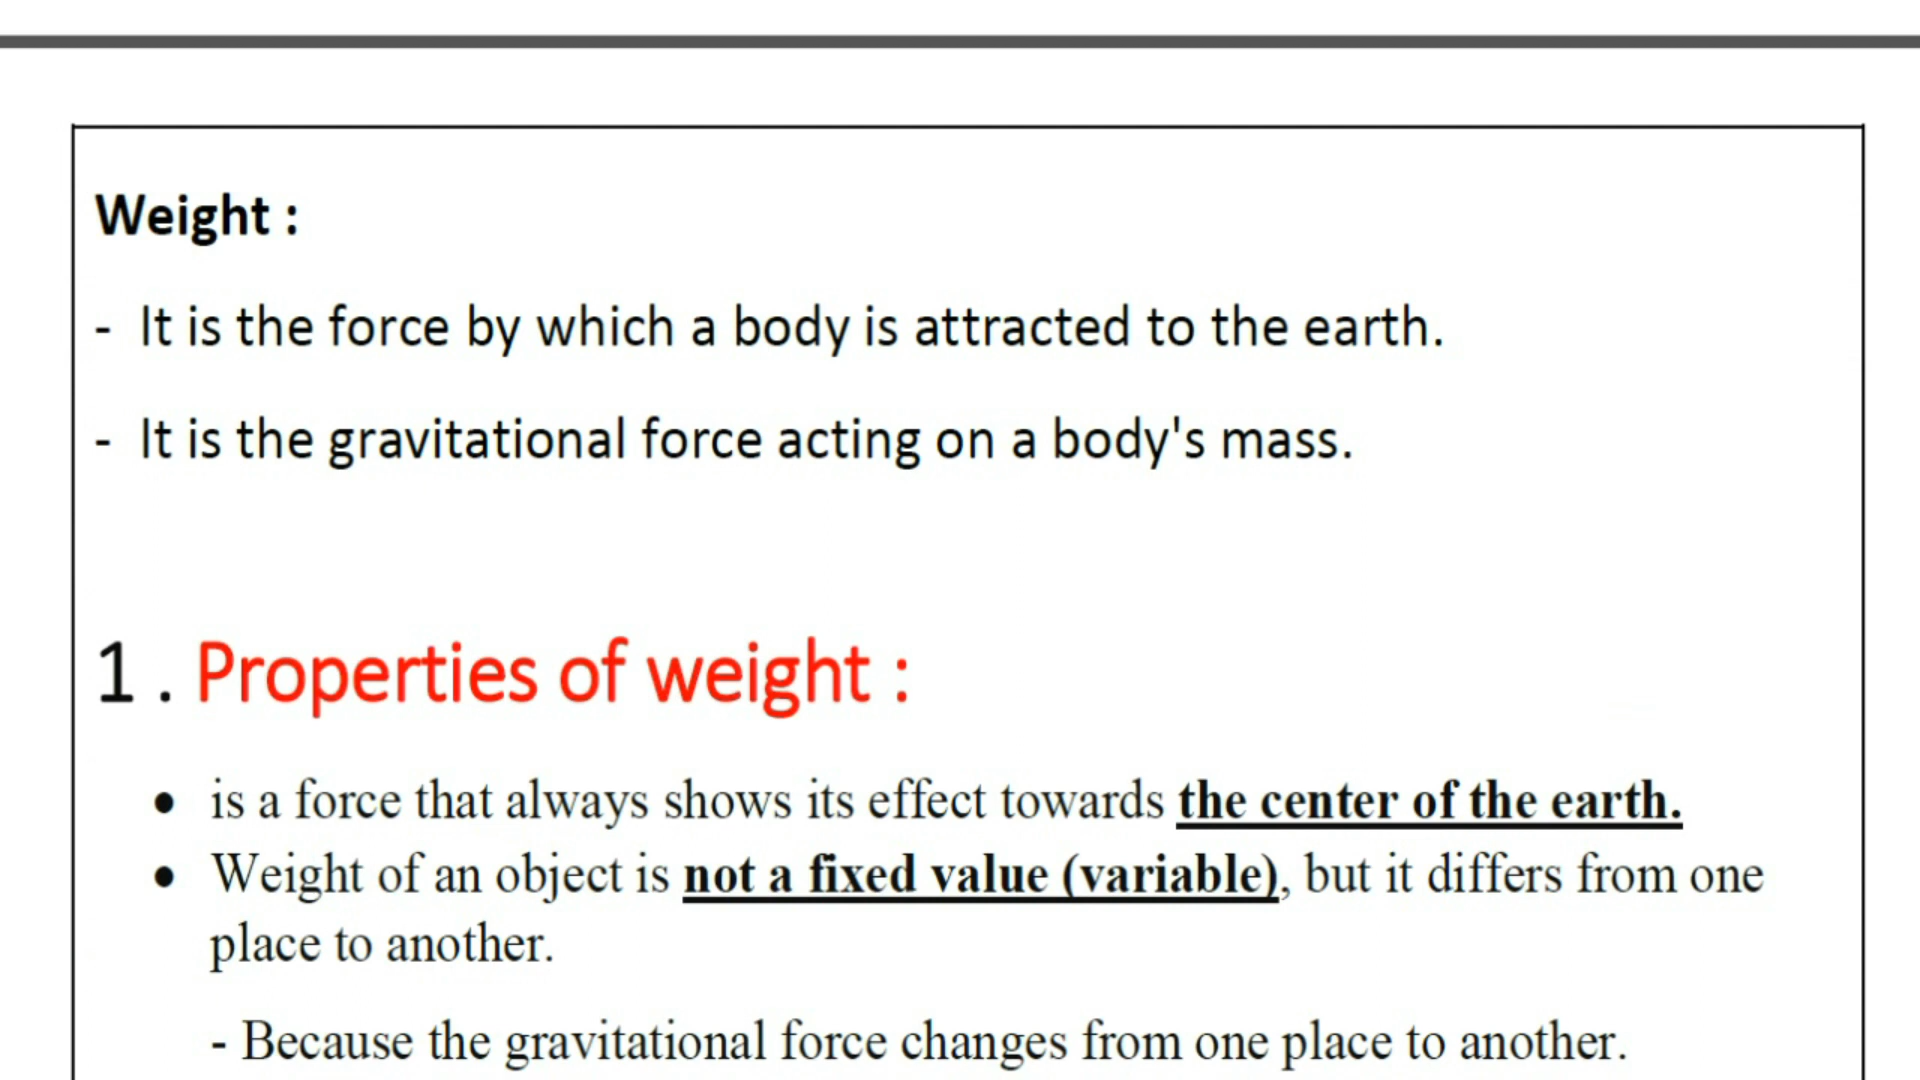 Weight :
- It is the force by which a body is attracted to the earth.
- It is the gravitational force acting on a body's mass.
1 . Properties of weight :
● is a force that always shows its effect towards the center of the earth.
● Weight of an object is not a fixed value (variable), but it differs from one
place to another.
- Because the gravitational force changes from one place to another.